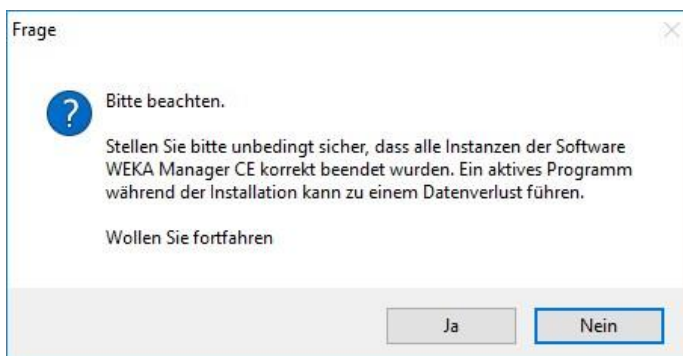 Frage
Bitte beachten.
Stellen Sie bitte unbedingt sicher, dass alle Instanzen der Software
WEKA Manager CE korrekt beendet wurden. Ein aktives Programm
während der Installation kann zu einem Datenverlust führen.
Wollen Sie fortfahren
Ja
Nein